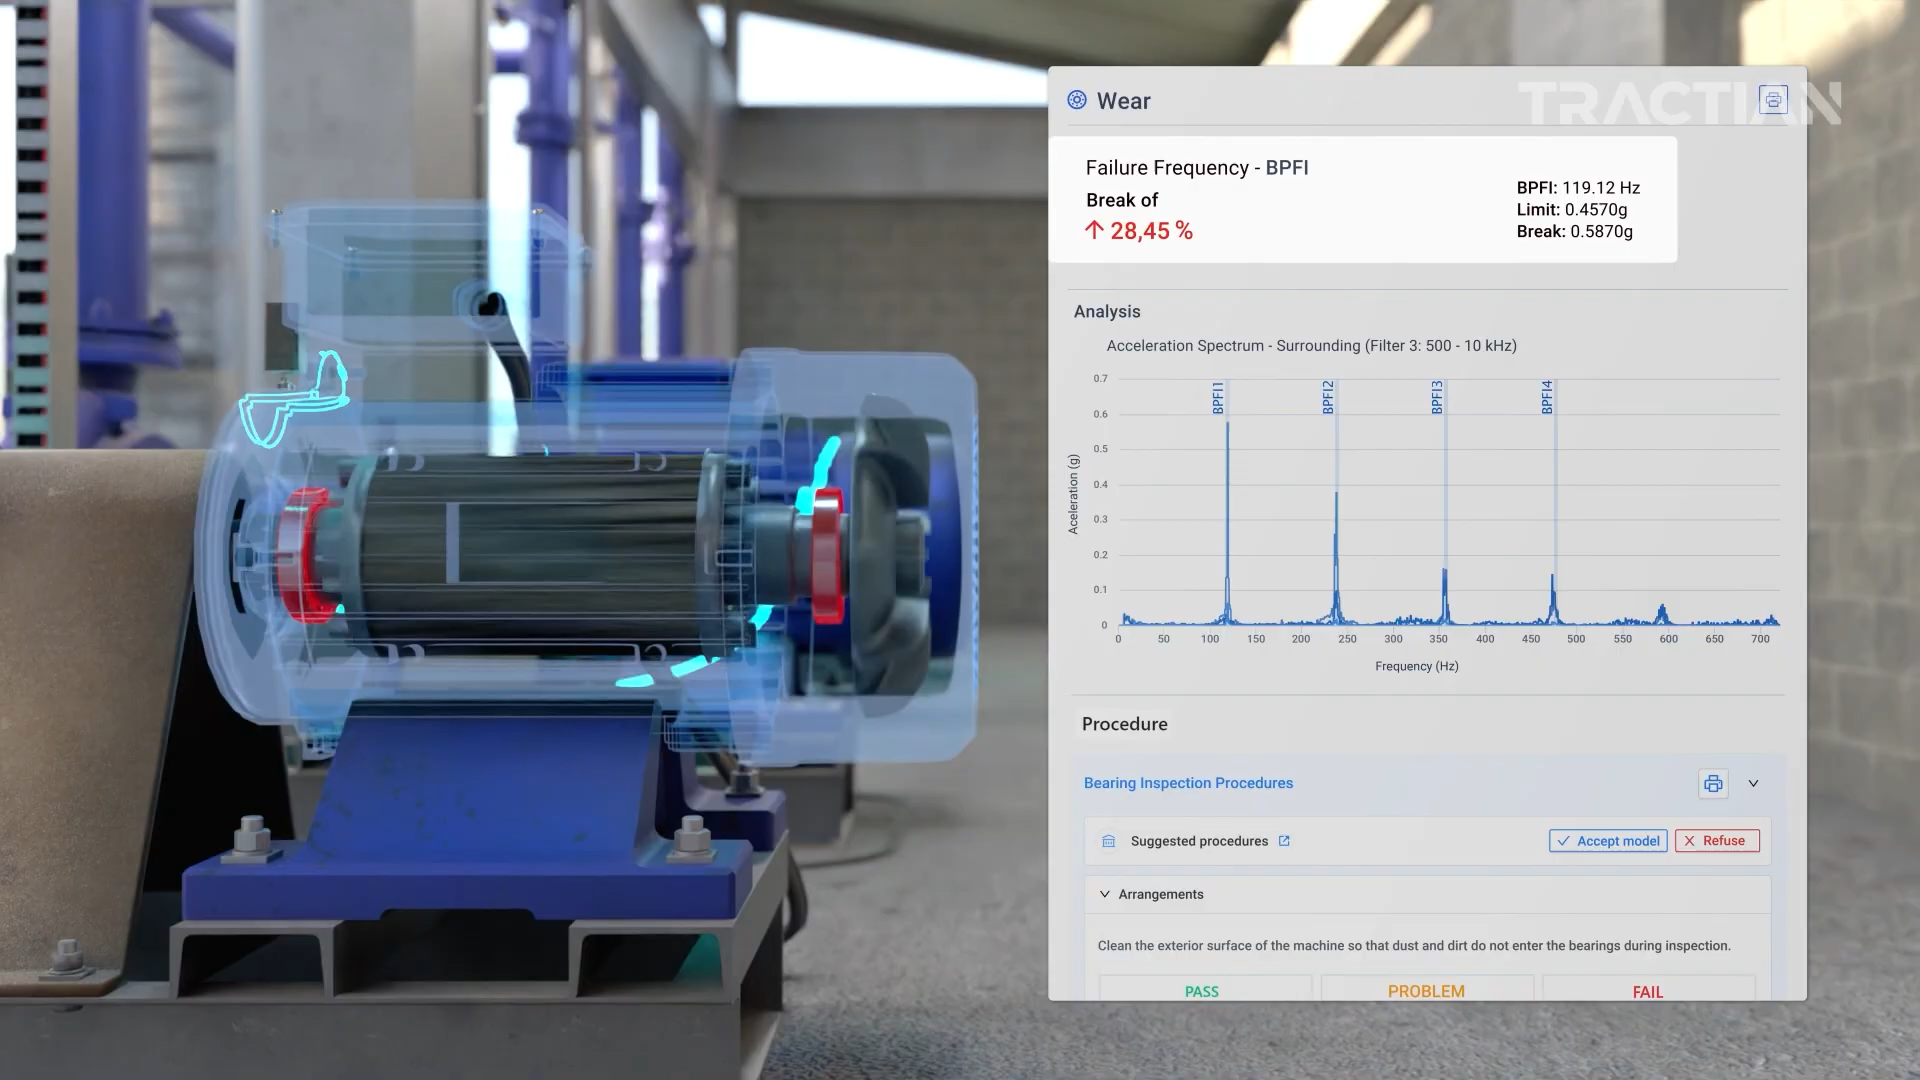 TRACTIAN
Wear
Failure Frequency - BPFI
Break of
↑ 28,45 %
BPFI: 119.12 Hz
Limit: 0.4570g
Break: 0.5870g
Analysis
Acceleration Spectrum - Surrounding (Filter 3: 500 - 10 kHz)
Aceleration (g)
0.7
0.6
0.5
0.4
0.3
0.2
0.1
0
BPFI1
BPFI2
BPFI3
BPFI4
0 50 100 150 200 250 300 350 400 450 500 550 600 650 700
Frequency (Hz)
Procedure
Bearing Inspection Procedures
Suggested procedures
Accept model
Refuse
Arrangements
Clean the exterior surface of the machine so that dust and dirt do not enter the bearings during inspection.
PASS PROBLEM FAIL